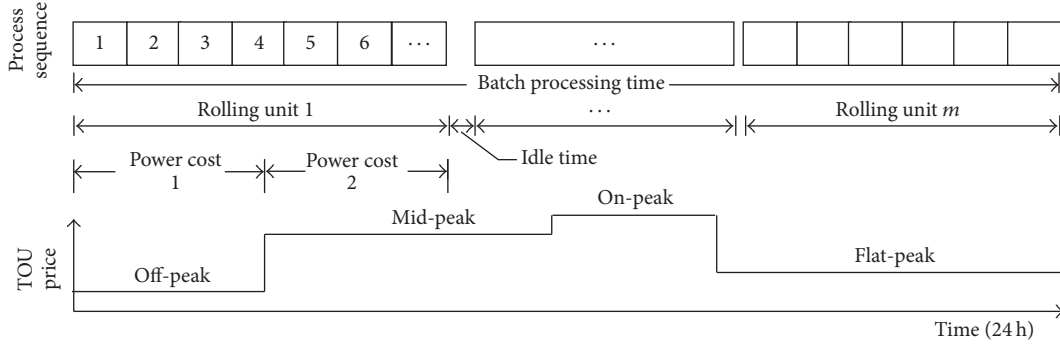 Process
sequence
1 2 3 4 5 6 ... ...
Batch processing time
Rolling unit 1 ... Rolling unit m
Idle time
Power cost
1
Power cost
2
TOU
price
Off-peak
Mid-peak
On-peak
Flat-peak
Time (24 h)